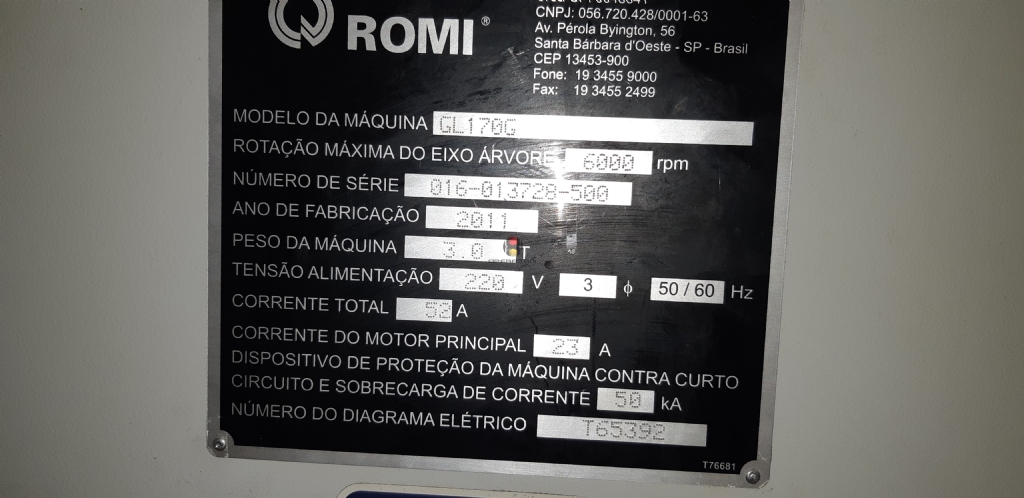 ROMI®
CNPJ: 056.720.428/0001-63
Av. Pérola Byington, 56
Santa Bárbara d'Oeste - SP - Brasil
CEP 13453-900
Fone: 19 3455 9000
Fax: 19 3455 2499
MODELO DA MÁQUINA GL170G
ROTAÇÃO MÁXIMA DO EIXO ÁRVORE 6000 rpm
NÚMERO DE SÉRIE 016-013728-500
ANO DE FABRICAÇÃO 2011
PESO DA MÁQUINA 3.0 T
TENSÃO ALIMENTAÇÃO 220 V 3 ϕ 50 / 60 Hz
CORRENTE TOTAL 52 A
CORRENTE DO MOTOR PRINCIPAL 23 A
DISPOSITIVO DE PROTEÇÃO DA MÁQUINA CONTRA CURTO
CIRCUITO E SOBRECARGA DE CORRENTE 50 kA
NÚMERO DO DIAGRAMA ELÉTRICO T65392
T76681